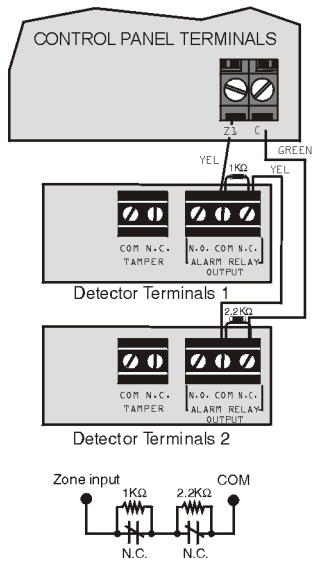 CONTROL PANEL TERMINALS
Z1 C
GREEN
YEL
1KΩ
YEL
COM N.C.
TAMPER
N.O. COM N.C.
ALARM RELAY
OUTPUT
Detector Terminals 1
2.2KΩ
COM N.C.
TAMPER
N.O. COM N.C.
ALARM RELAY
OUTPUT
Detector Terminals 2
Zone input
COM
1KΩ
2.2KΩ
N.C.
N.C.